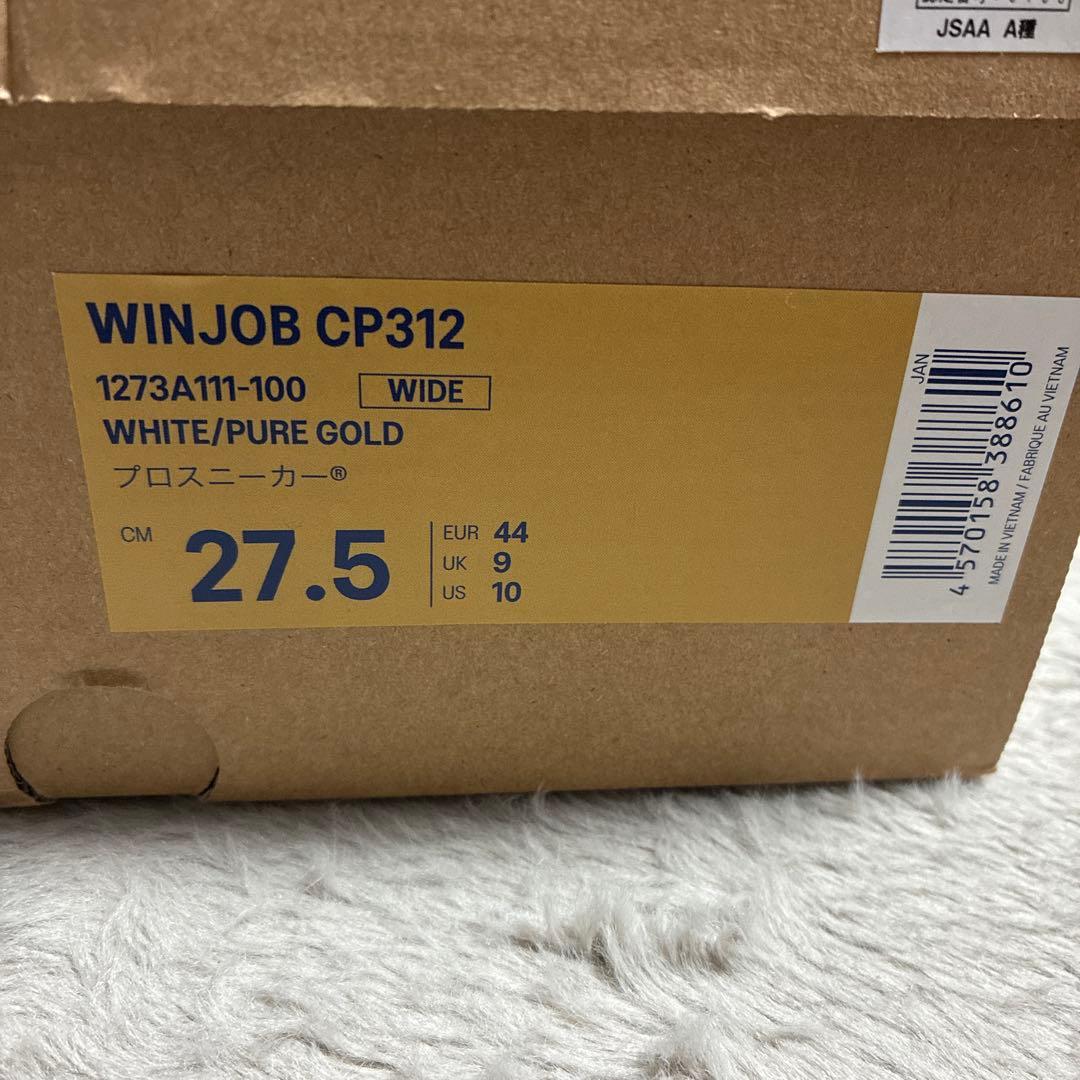 JSAA A種
WINJOB CP312
1273A111-100 WIDE
WHITE/PURE GOLD
プロスニーカー®
CM 27.5
EUR 44
UK 9
US 10
JAN
4 570158 388610
MADE IN VIETNAM / FABRIQUE AU VIETNAM